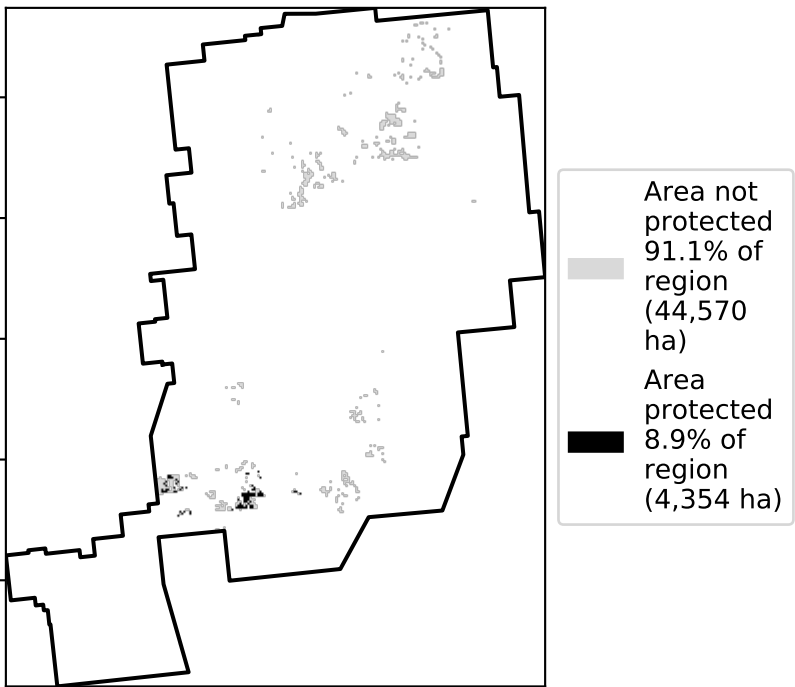 Area not
protected
91.1% of
region
(44,570
ha)
Area
protected
8.9% of
region
(4,354 ha)